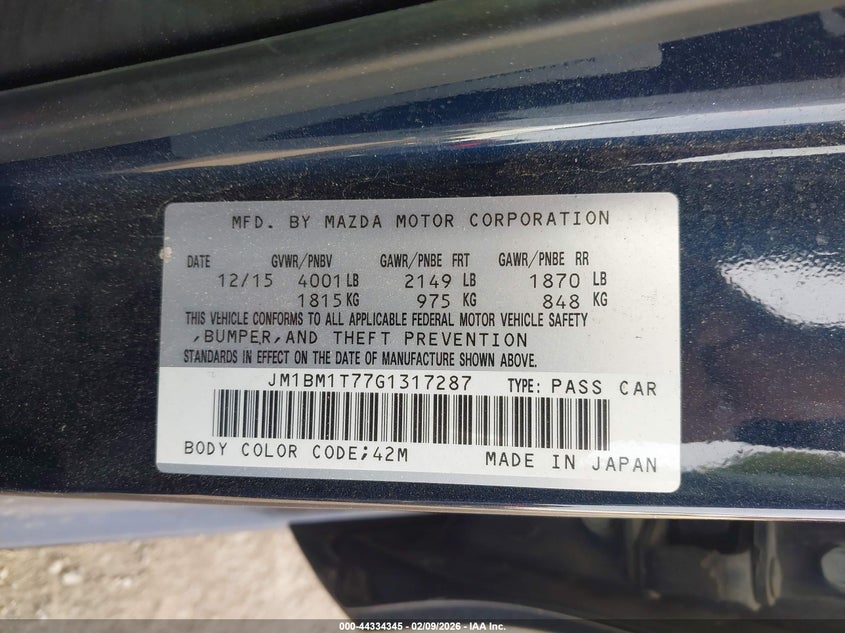 MFD. BY MAZDA MOTOR CORPORATION
DATE GVWR/PNBV GAWR/PNBE FRT GAWR/PNBE RR
12/15 4001 LB 2149 LB 1870 LB
1815 KG 975 KG 848 KG
THIS VEHICLE CONFORMS TO ALL APPLICABLE FEDERAL MOTOR VEHICLE SAFETY
,BUMPER,AND THEFT PREVENTION
STANDARDS IN EFFECT ON THE DATE OF MANUFACTURE SHOWN ABOVE.
JM1BM1T77G1317287 TYPE: PASS CAR
BODY COLOR CODE;42M MADE IN JAPAN
000-44334345 - 02/09/2026 - IAA Inc.